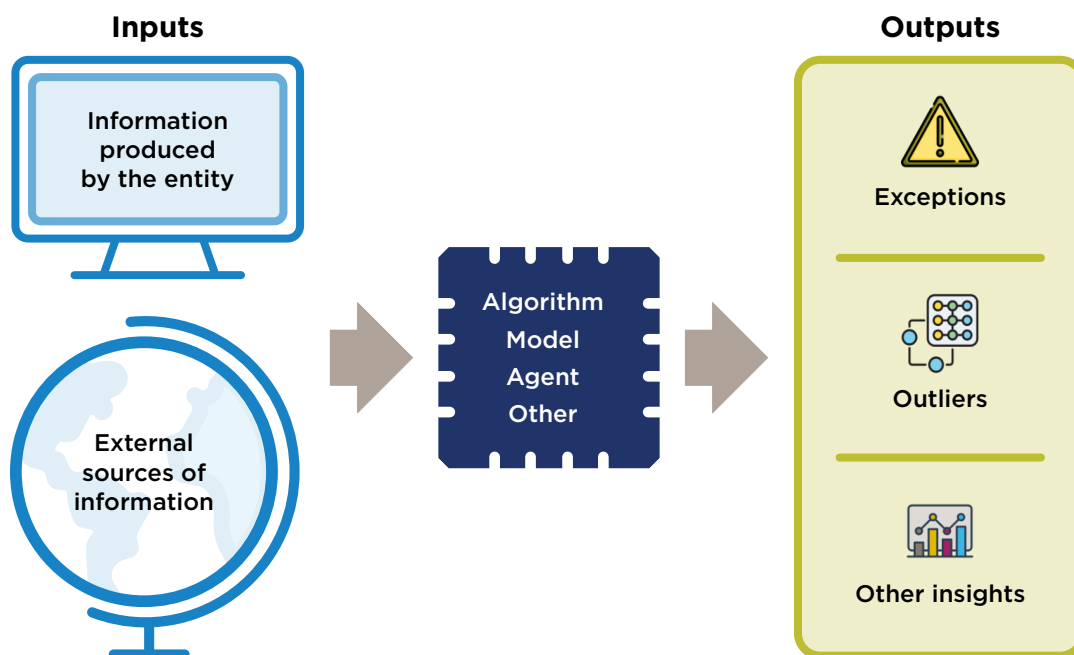 Inputs
Information
produced
by the entity
External
sources of
information
Algorithm
Model
Agent
Other
Outputs
Exceptions
Outliers
Other insights